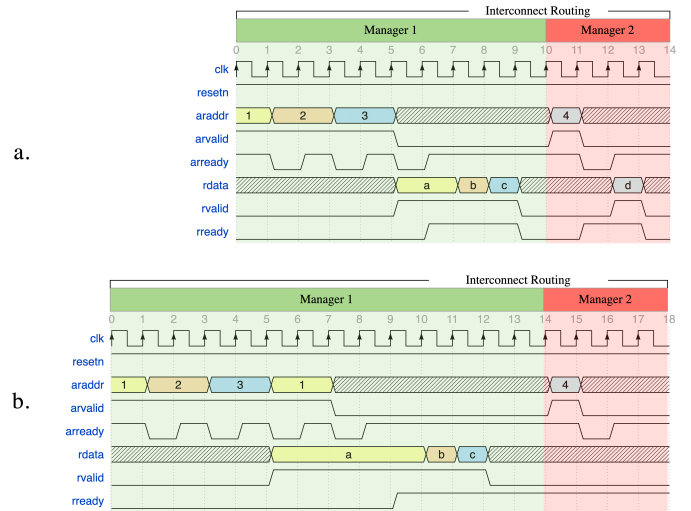 Interconnect Routing
Manager 1 Manager 2
0 1 2 3 4 5 6 7 8 9 10 11 12 13 14
clk
resetn
araddr 1 2 3 4
arvalid
a.
arready
rdata a b c d
rvalid
rready
Interconnect Routing
Manager 1 Manager 2
0 1 2 3 4 5 6 7 8 9 10 11 12 13 14 15 16 17 18
clk
resetn
araddr 1 2 3 1 4
b. arvalid
arready
rdata a b c
rvalid
rready